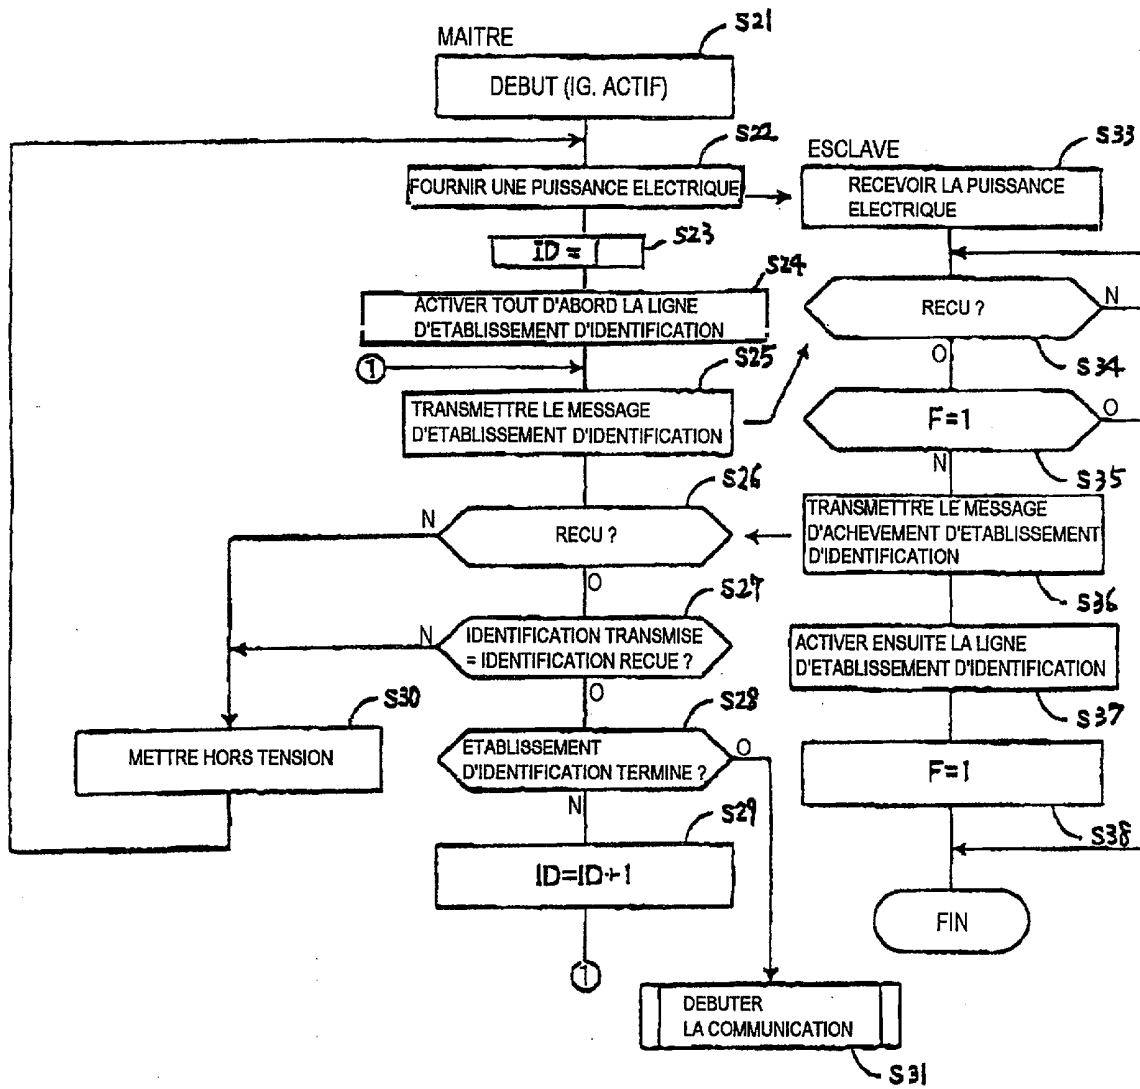 MAITRE
S21
DEBUT (IG. ACTIF)
S22
FOURNIR UNE PUISSANCE ELECTRIQUE
S23
ID =
S24
ACTIVER TOUT D'ABORD LA LIGNE
D'ETABLISSEMENT D'IDENTIFICATION
1
S25
TRANSMETTRE LE MESSAGE
D'ETABLISSEMENT D'IDENTIFICATION
S26
N
RECU ?
O
S27
N
IDENTIFICATION TRANSMISE
= IDENTIFICATION RECUE ?
O
S28
ETABLISSEMENT
D'IDENTIFICATION TERMINE ?
O
N
S30
METTRE HORS TENSION
S29
ID=ID+1
1
DEBUTER
LA COMMUNICATION
S31
ESCLAVE
S33
RECEVOIR LA PUISSANCE
ELECTRIQUE
RECU ?
N
O
S34
F=1
O
N
S35
TRANSMETTRE LE MESSAGE
D'ACHEVEMENT D'ETABLISSEMENT
D'IDENTIFICATION
S36
ACTIVER ENSUITE LA LIGNE
D'ETABLISSEMENT D'IDENTIFICATION
S37
F=1
S38
FIN